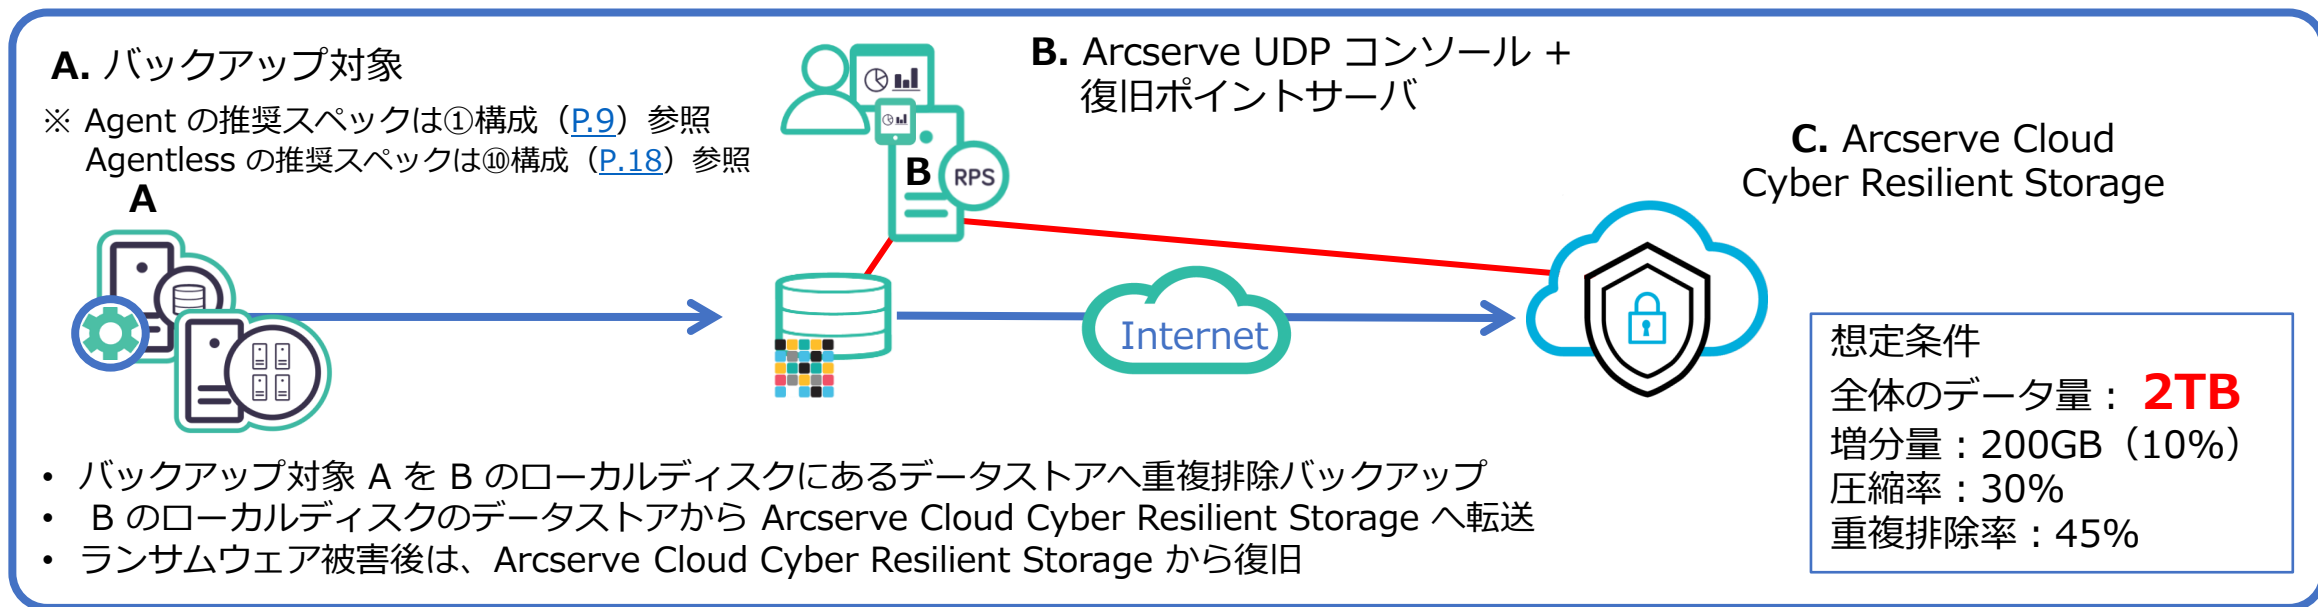 A. バックアップ対象
※ Agent の推奨スペックは①構成（P.9）参照
Agentless の推奨スペックは⑩構成（P.18）参照
A
B. Arcserve UDP コンソール +
復旧ポイントサーバ
B
RPS
C. Arcserve Cloud
Cyber Resilient Storage
Internet
想定条件
全体のデータ量： 2TB
増分量：200GB（10%）
圧縮率：30%
重複排除率：45%
• バックアップ対象 A を B のローカルディスクにあるデータストアへ重複排除バックアップ
• B のローカルディスクのデータストアから Arcserve Cloud Cyber Resilient Storage へ転送
• ランサムウェア被害後は、Arcserve Cloud Cyber Resilient Storage から復旧